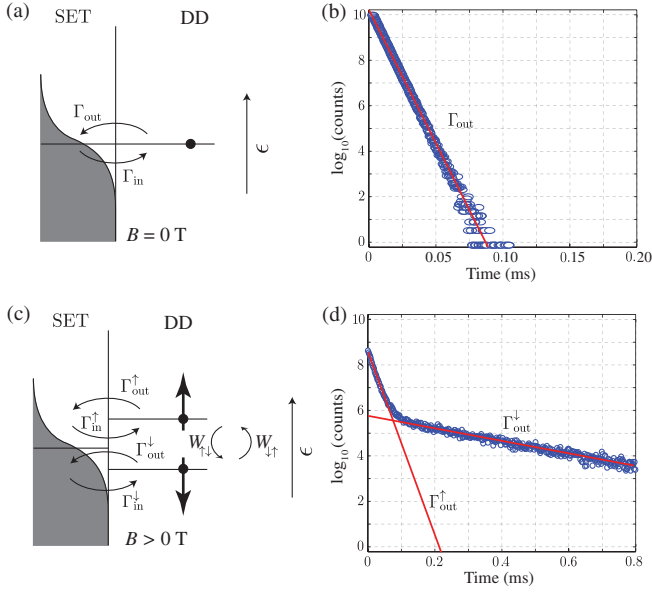 (a)
SET
DD
Γout
Γin
ϵ
B = 0 T
(b)
log10(counts)
10
8
6
4
2
0
Γout
0
0.05
0.10
0.15
0.20
Time (ms)
(c)
SET
DD
Γ↑out
Γ↑in
Γ↓out
Γ↓in
W↑↓
W↓↑
ϵ
B > 0 T
(d)
log10(counts)
10
8
6
4
2
0
Γ↓out
Γ↑out
0
0.2
0.4
0.6
0.8
Time (ms)